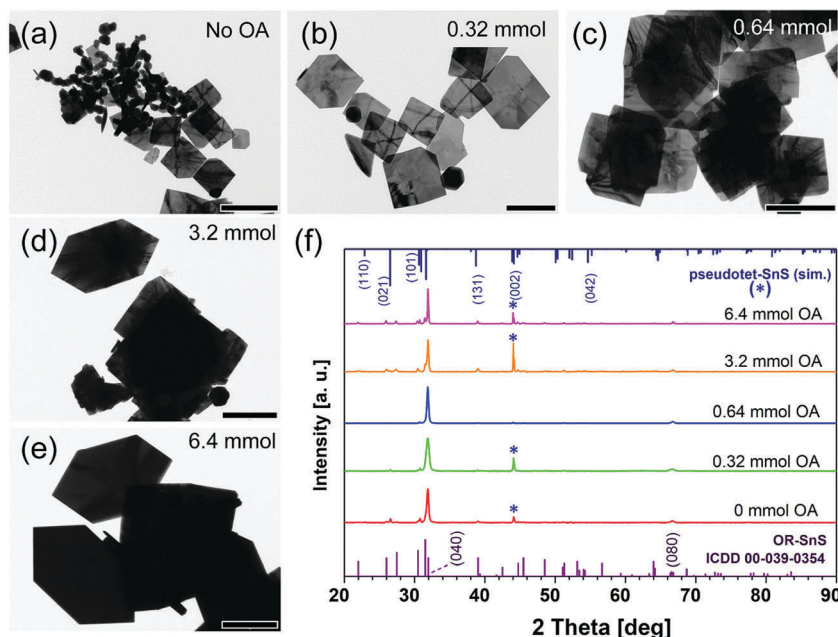 (a) No OA
(b) 0.32 mmol
(c) 0.64 mmol
(d) 3.2 mmol
(e) 6.4 mmol
(f)
(110)
(021)
(101)
(131)
(002)
(042)
pseudotet-SnS (sim.)
(*)
*
6.4 mmol OA
*
3.2 mmol OA
0.64 mmol OA
*
0.32 mmol OA
*
0 mmol OA
OR-SnS
ICDD 00-039-0354
(040)
(080)
Intensity [a. u.]
20 30 40 50 60 70 80 90
2 Theta [deg]